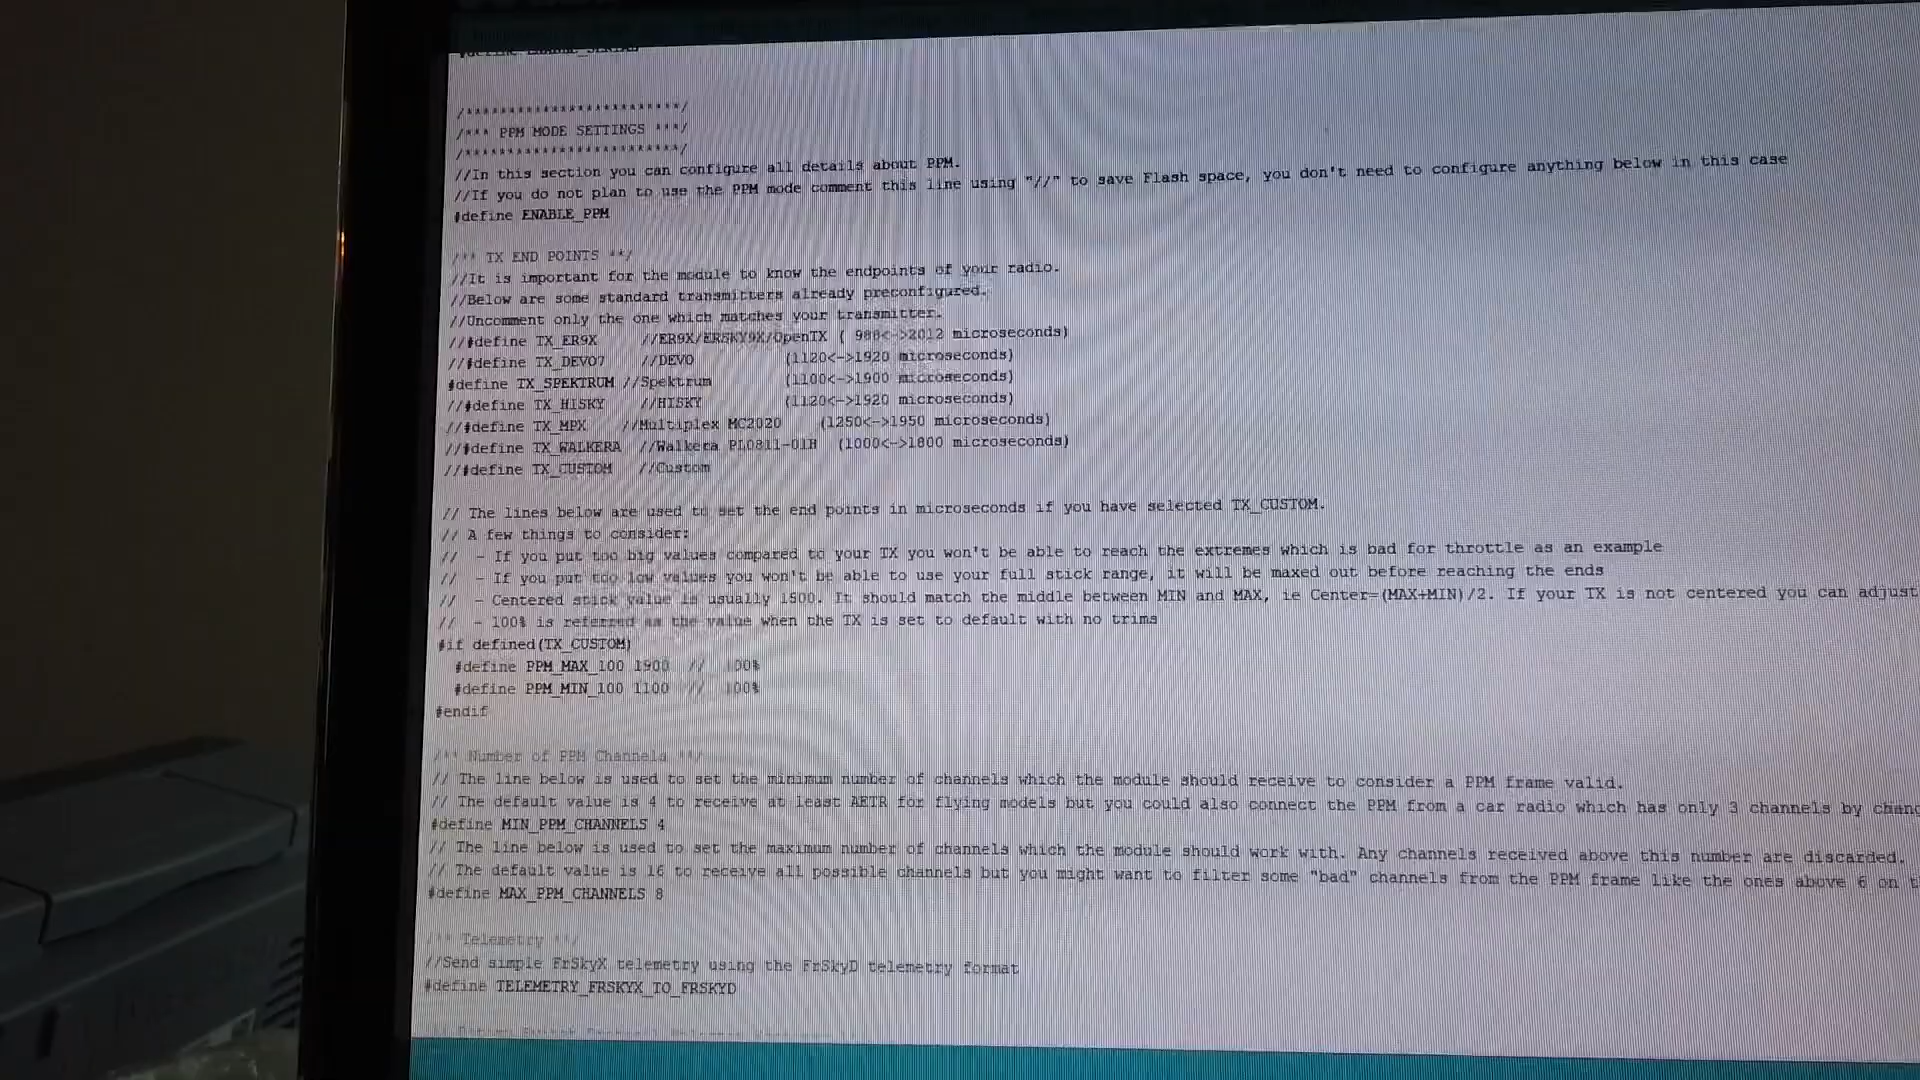 /*************************/
/*** PPM MODE SETTINGS ***/
/*************************/
//In this section you can configure all details about PPM.
//If you do not plan to use the PPM mode comment this line using "//" to save Flash space, you don't need to configure anything below in this case
#define ENABLE_PPM
/*** TX END POINTS ***/
//It is important for the module to know the endpoints of your radio.
//Below are some standard transmitters already preconfigured.
//Uncomment only the one which matches your transmitter.
//#define TX_ER9X //ER9X/ERSKY9X/OpenTX ( 988<->2012 microseconds)
//#define TX_DEVO7 //DEVO (1120<->1920 microseconds)
#define TX_SPEKTRUM //Spektrum (1100<->1900 microseconds)
//#define TX_HISKY //HISKY (1120<->1920 microseconds)
//#define TX_MPX //Multiplex MC2020 (1250<->1950 microseconds)
//#define TX_WALKERA //Walkera PL0811-01H (1000<->1800 microseconds)
//#define TX_CUSTOM //Custom
// The lines below are used to set the end points in microseconds if you have selected TX_CUSTOM.
// A few things to consider:
// - If you put too big values compared to your TX you won't be able to reach the extremes which is bad for throttle as an example
// - If you put too low values you won't be able to use your full stick range, it will be maxed out before reaching the ends
// - Centered stick value is usually 1500. It should match the middle between MIN and MAX, ie Center=(MAX+MIN)/2. If your TX is not centered you can adjust
// - 100% is referred as the value when the TX is set to default with no trims
#if defined(TX_CUSTOM)
#define PPM_MAX_100 1900 // 100%
#define PPM_MIN_100 1100 // 100%
#endif
/** Number of PPM Channels **/
// The line below is used to set the minimum number of channels which the module should receive to consider a PPM frame valid.
// The default value is 4 to receive at least AETR for flying models but you could also connect the PPM from a car radio which has only 3 channels by chang
#define MIN_PPM_CHANNELS 4
// The line below is used to set the maximum number of channels which the module should work with. Any channels received above this number are discarded.
// The default value is 16 to receive all possible channels but you might want to filter some "bad" channels from the PPM frame like the ones above 6 on t
#define MAX_PPM_CHANNELS 8
/** Telemetry **/
//Send simple FrSkyX telemetry using the FrSkyD telemetry format
#define TELEMETRY_FRSKYX_TO_FRSKYD